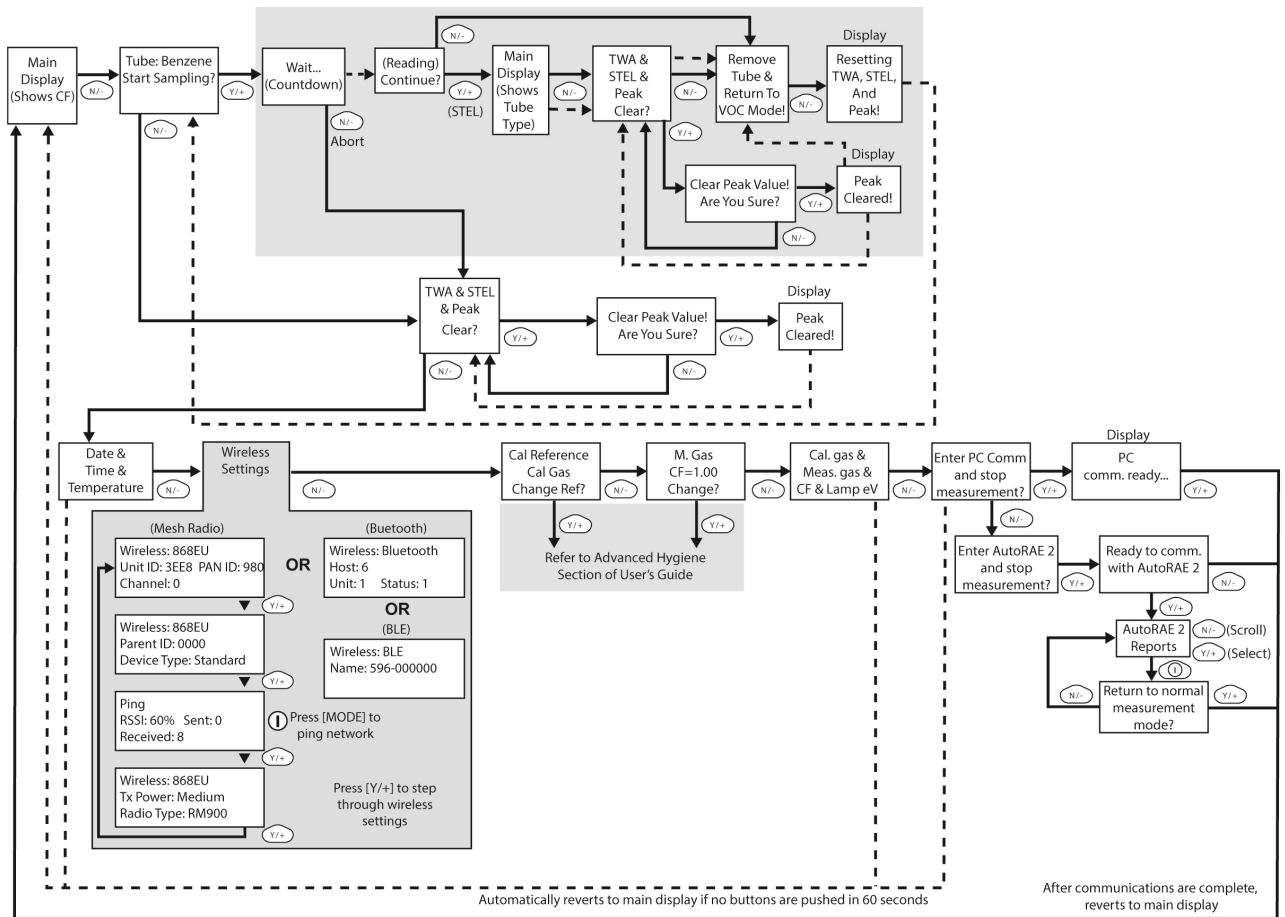 Main
Display
(Shows CF)
N/-
Tube: Benzene
Start Sampling?
Y/+
N/-
Wait...
(Countdown)
N/-
Abort
(Reading)
Continue?
N/-
Y/+
(STEL)
Main
Display
(Shows
Tube
Type)
N/-
TWA &
STEL &
Peak
Clear?
N/-
Y/+
Remove
Tube &
Return To
VOC Mode!
N/-
Display
Resetting
TWA, STEL,
And
Peak!
Clear Peak Value!
Are You Sure?
Y/+
N/-
Display
Peak
Cleared!
TWA & STEL
& Peak
Clear?
Y/+
N/-
Clear Peak Value!
Are You Sure?
Y/+
N/-
Display
Peak
Cleared!
Date &
Time &
Temperature
N/-
Wireless
Settings
N/-
(Mesh Radio)
Wireless: 868EU
Unit ID: 3EE8 PAN ID: 980
Channel: 0
Y/+
Wireless: 868EU
Parent ID: 0000
Device Type: Standard
Y/+
Ping
RSSI: 60% Sent: 0
Received: 8
Y/+
Wireless: 868EU
Tx Power: Medium
Radio Type: RM900
Y/+
OR
(Buetooth)
Wireless: Bluetooth
Host: 6
Unit: 1 Status: 1
OR
(BLE)
Wireless: BLE
Name: 596-000000
Press [MODE] to
ping network
Press [Y/+] to step
through wireless
settings
Cal Reference
Cal Gas
Change Ref?
N/-
Y/+
M. Gas
CF=1.00
Change?
N/-
Y/+
Refer to Advanced Hygiene
Section of User's Guide
Cal. gas &
Meas. gas &
CF & Lamp eV
N/-
Enter PC Comm
and stop
measurement?
Y/+
N/-
Display
PC
comm. ready...
Y/+
Enter AutoRAE 2
and stop
measurement?
Y/+
Ready to comm.
with AutoRAE 2
N/-
Y/+
AutoRAE 2
Reports
N/- (Scroll)
Y/+ (Select)
Return to normal
measurement
mode?
N/-
Y/+
Automatically reverts to main display if no buttons are pushed in 60 seconds
After communications are complete,
reverts to main display